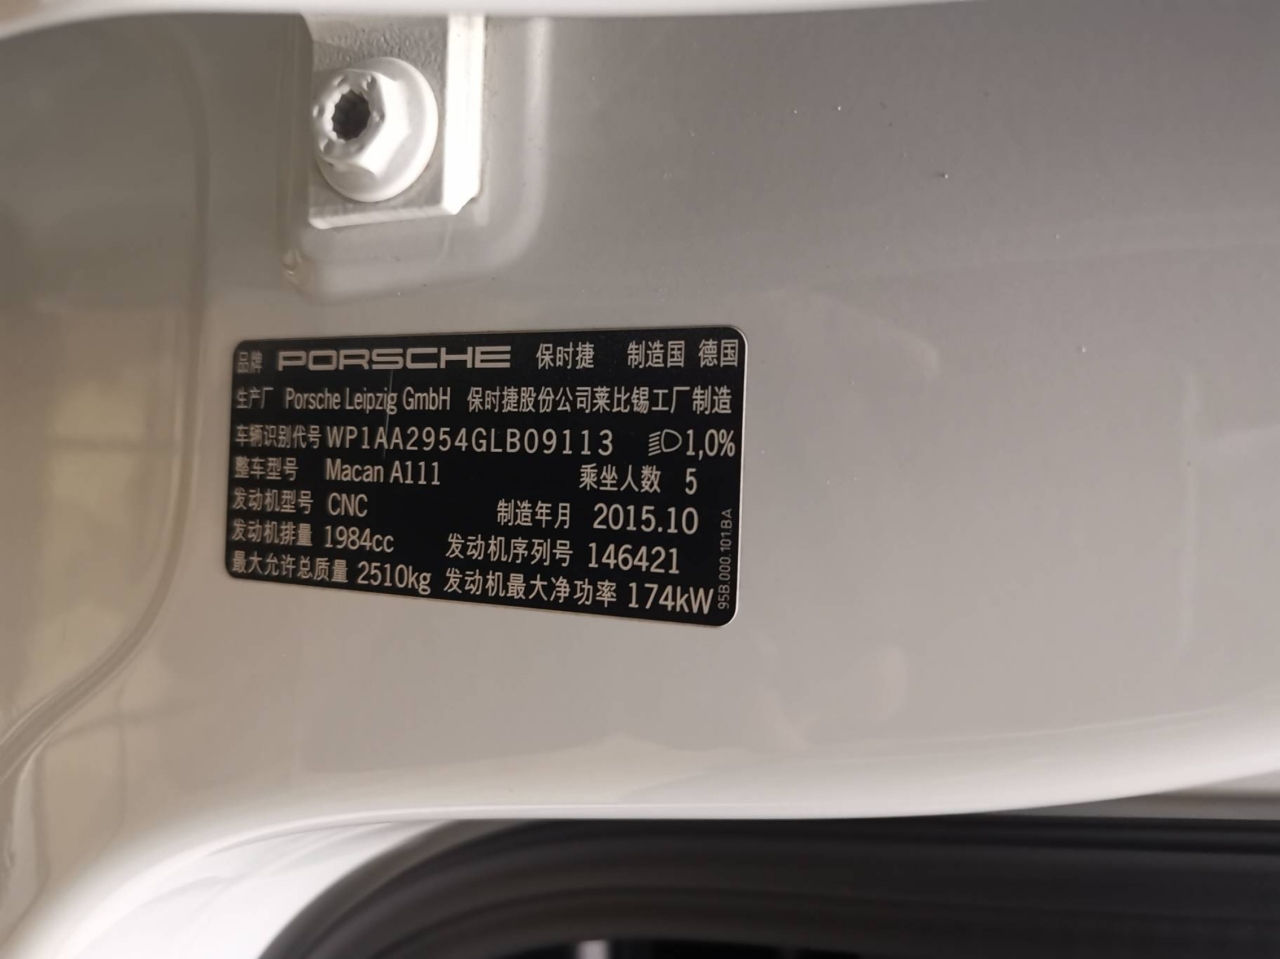 品牌 PORSCHE 保时捷 制造国 德国
生产厂 Porsche Leipzig GmbH 保时捷股份公司莱比锡工厂制造
车辆识别代号 WP1AA2954GLB09113 1,0%
整车型号 Macan A111 乘坐人数 5
发动机型号 CNC 制造年月 2015.10
发动机排量 1984cc 发动机序列号 146421
最大允许总质量 2510kg 发动机最大净功率 174kW
95B.000.101.BA